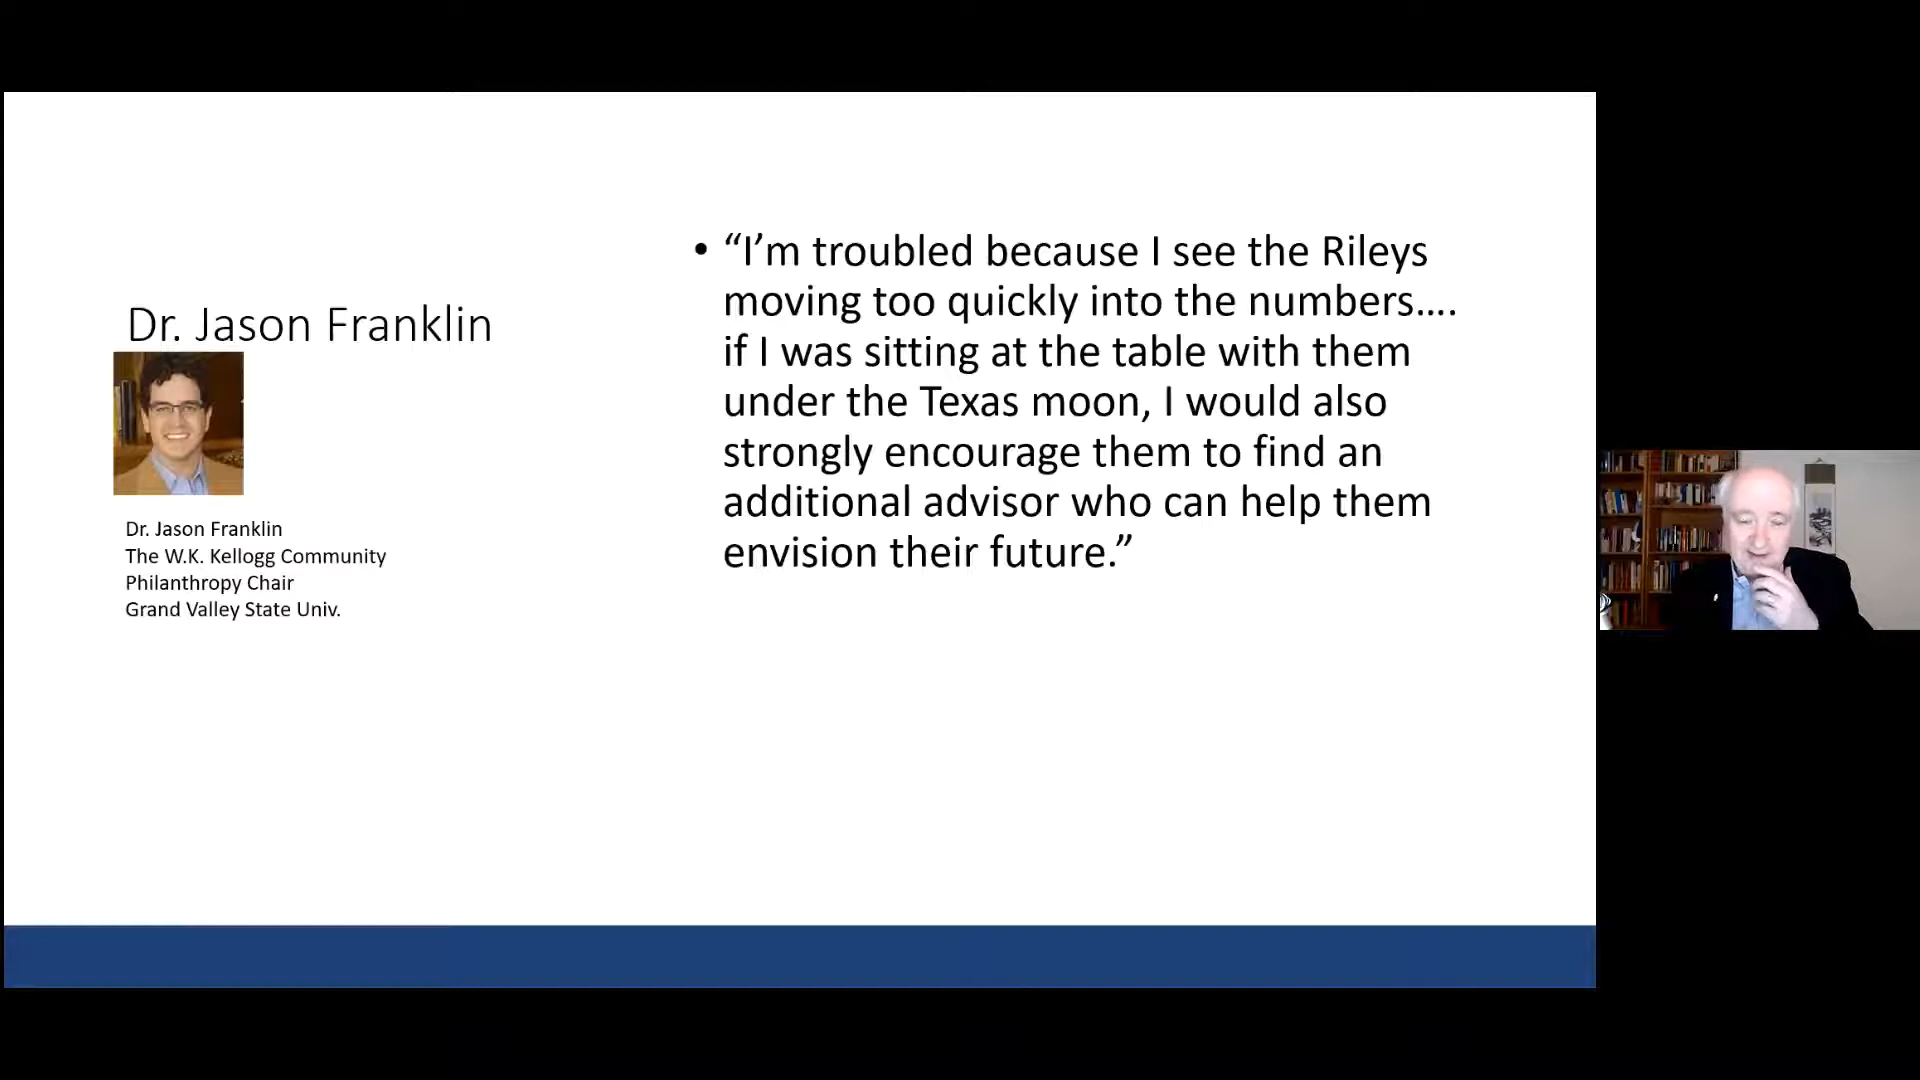 Dr. Jason Franklin
Dr. Jason Franklin
The W.K. Kellogg Community
Philanthropy Chair
Grand Valley State Univ.
• “I’m troubled because I see the Rileys
moving too quickly into the numbers….
if I was sitting at the table with them
under the Texas moon, I would also
strongly encourage them to find an
additional advisor who can help them
envision their future.”